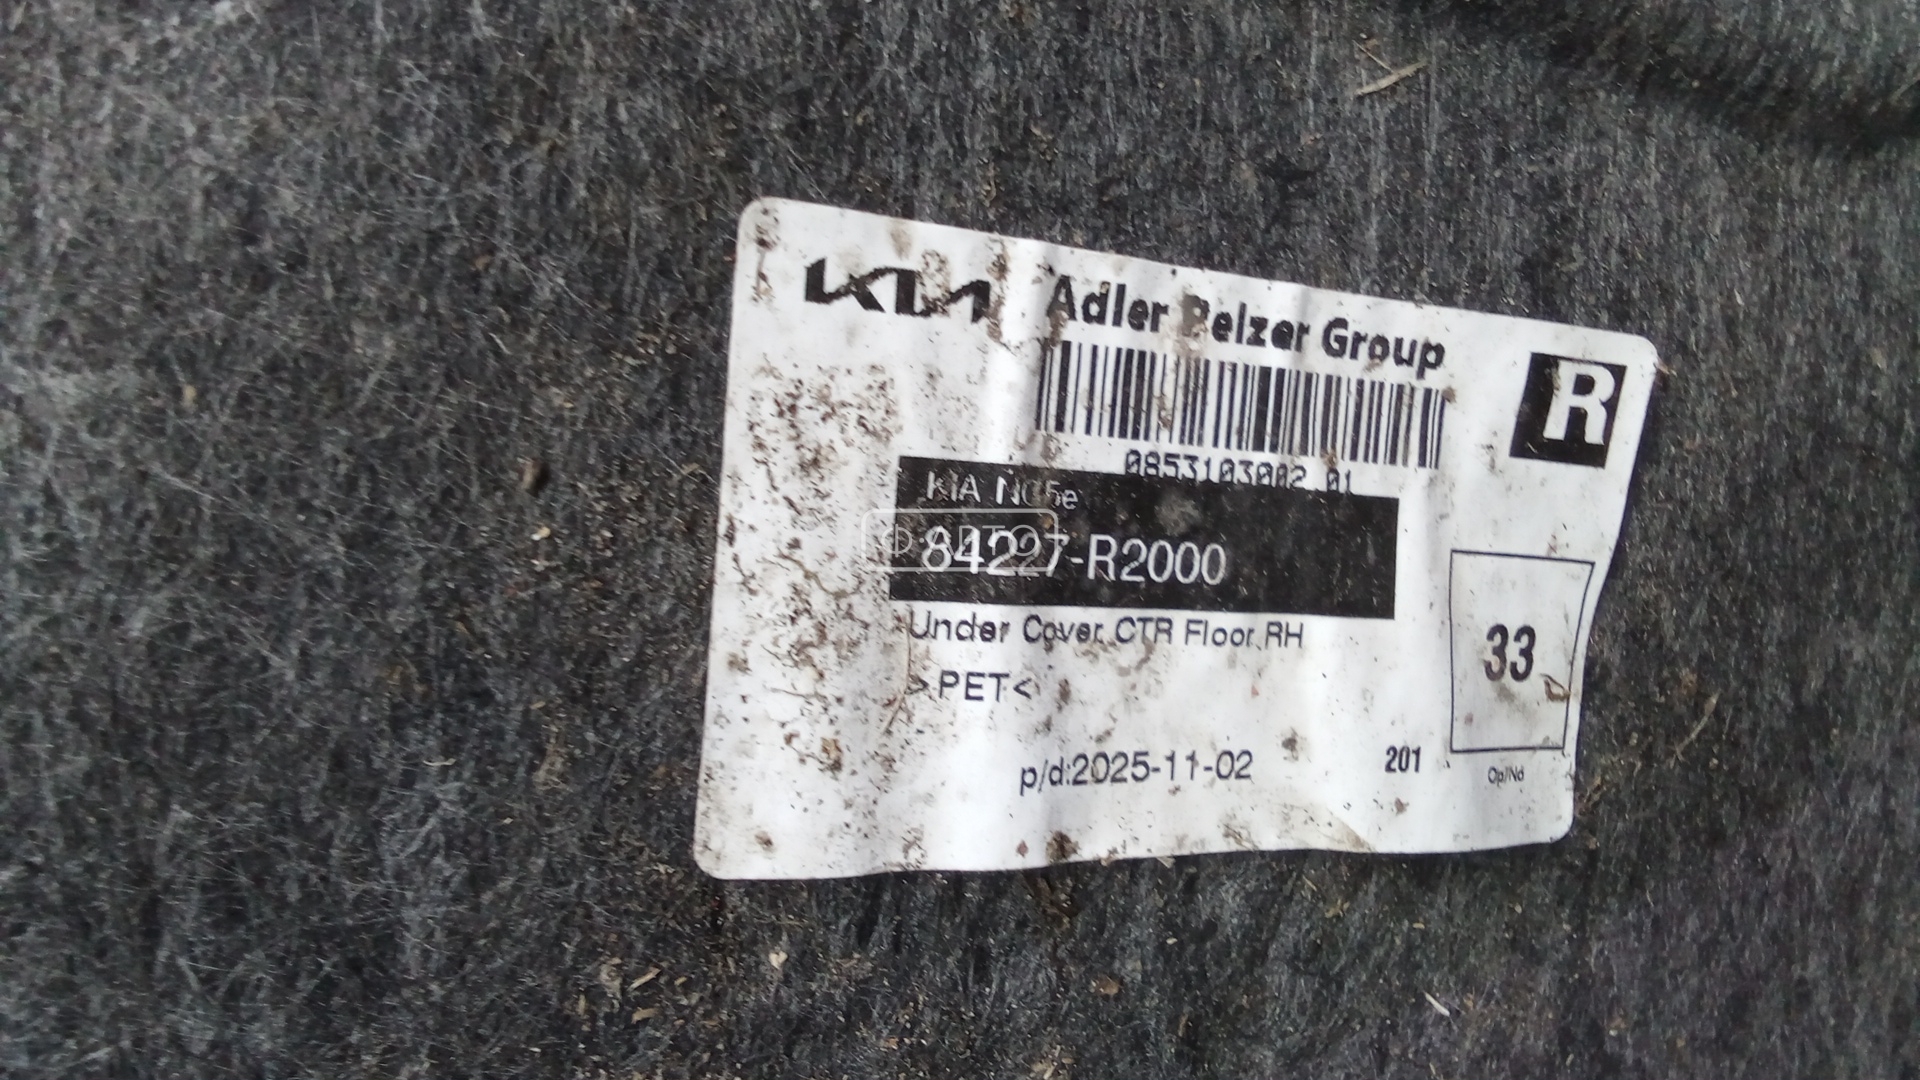 KIA Adler Pelzer Group
R
0853103002 01
KIA NQ5e
84227-R2000
Under Cover CTR Floor RH
>PET<
33
p/d:2025-11-02
201
Op/Nd